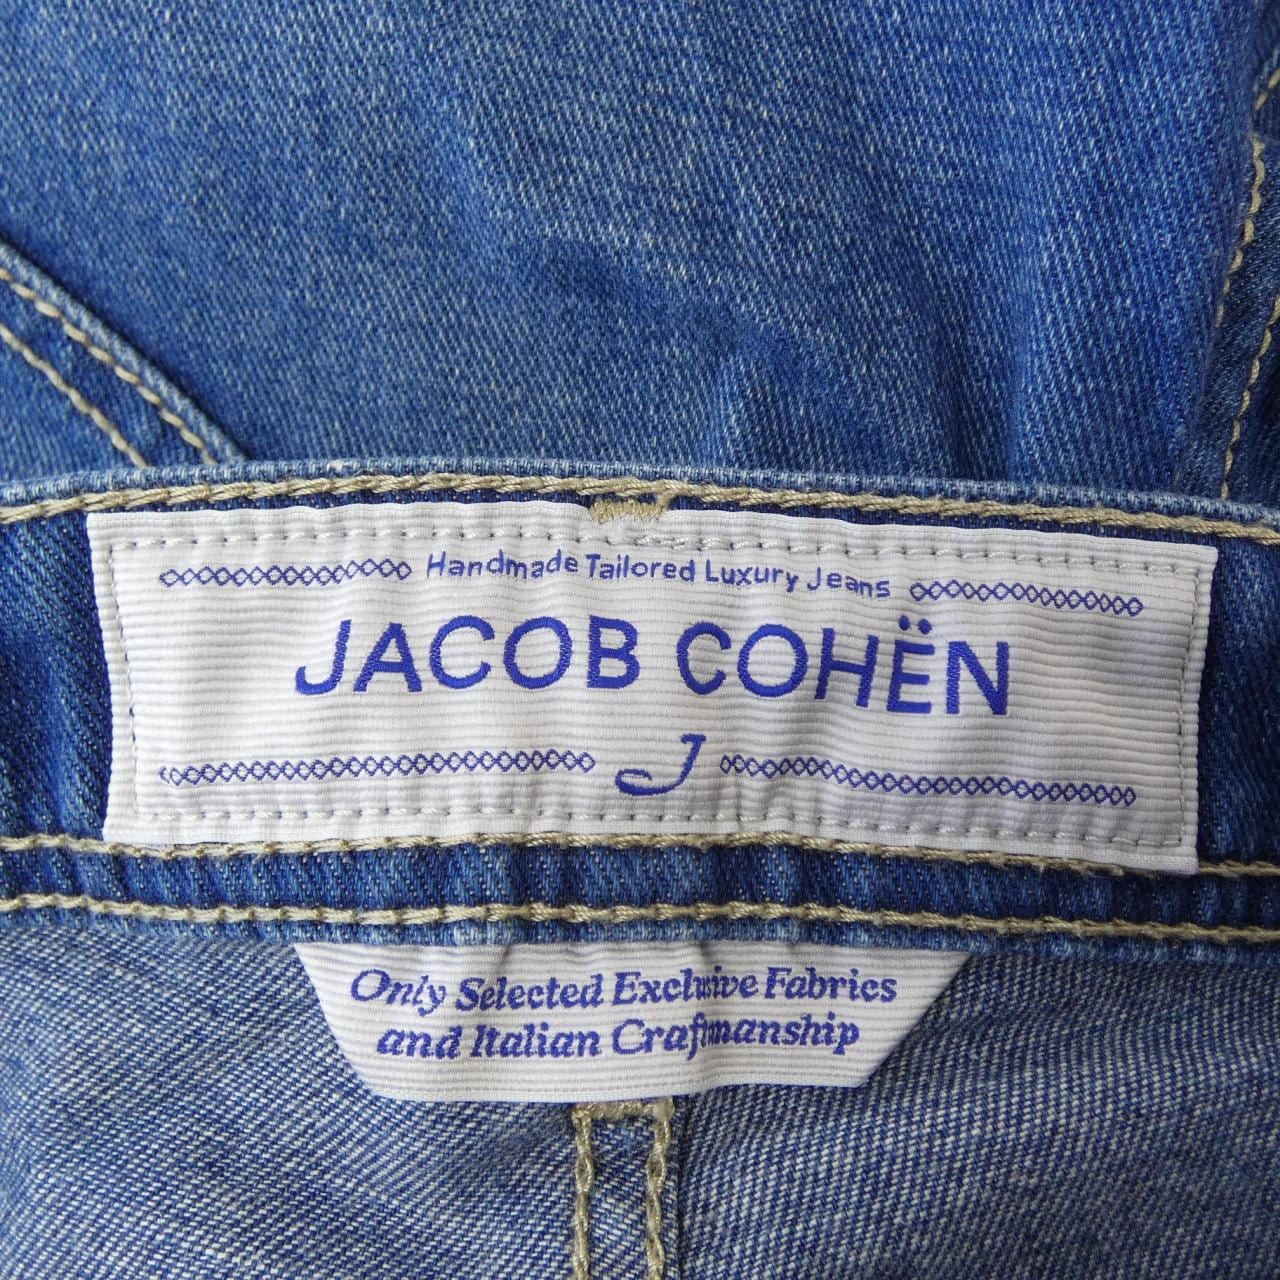 Handmade Tailored Luxury Jeans
JACOB COHËN
J
Only Selected Exclusive Fabrics
and Italian Craftmanship